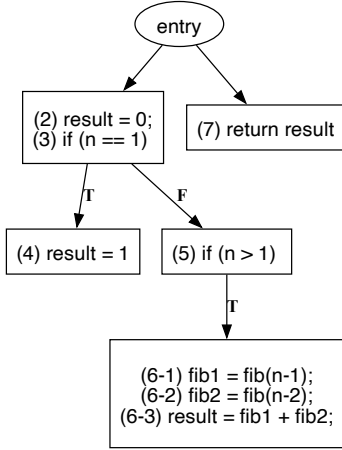 entry
(2) result = 0;
(3) if (n == 1)
(7) return result
T
F
(4) result = 1
(5) if (n > 1)
T
(6-1) fib1 = fib(n-1);
(6-2) fib2 = fib(n-2);
(6-3) result = fib1 + fib2;